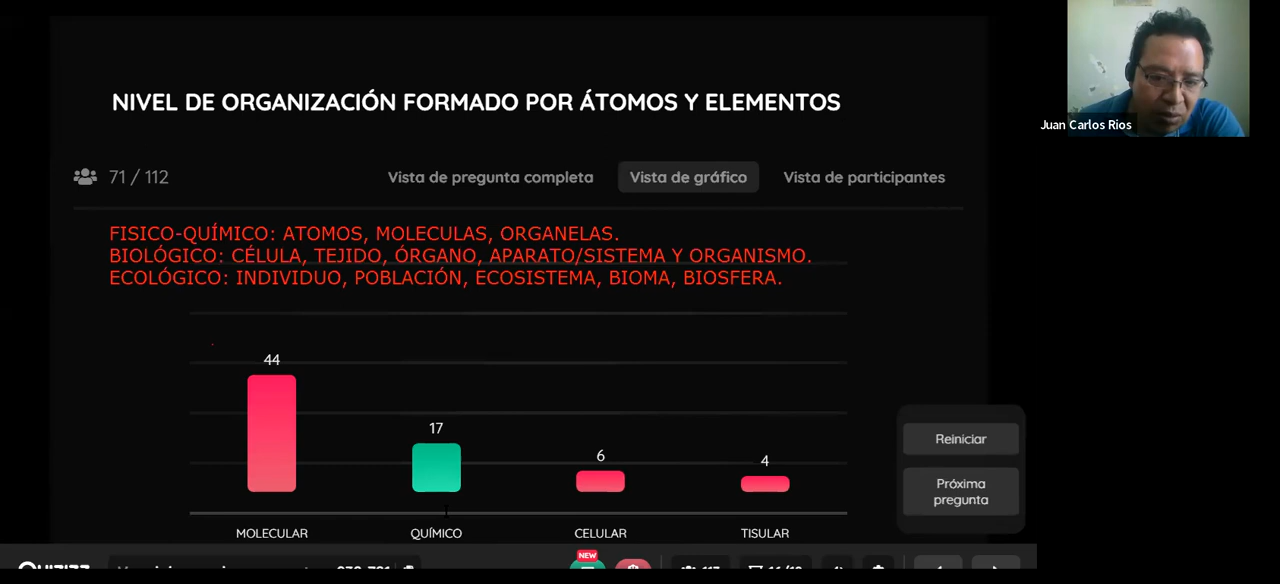 NIVEL DE ORGANIZACIÓN FORMADO POR ÁTOMOS Y ELEMENTOS
Juan Carlos Rios
71 / 112
Vista de pregunta completa
Vista de gráfico
Vista de participantes
FISICO-QUÍMICO: ATOMOS, MOLECULAS, ORGANELAS.
BIOLÓGICO: CÉLULA, TEJIDO, ÓRGANO, APARATO/SISTEMA Y ORGANISMO.
ECOLÓGICO: INDIVIDUO, POBLACIÓN, ECOSISTEMA, BIOMA, BIOSFERA.
44
17
6
4
Reiniciar
Próxima
pregunta
MOLECULAR
QUÍMICO
CELULAR
TISULAR
NEW